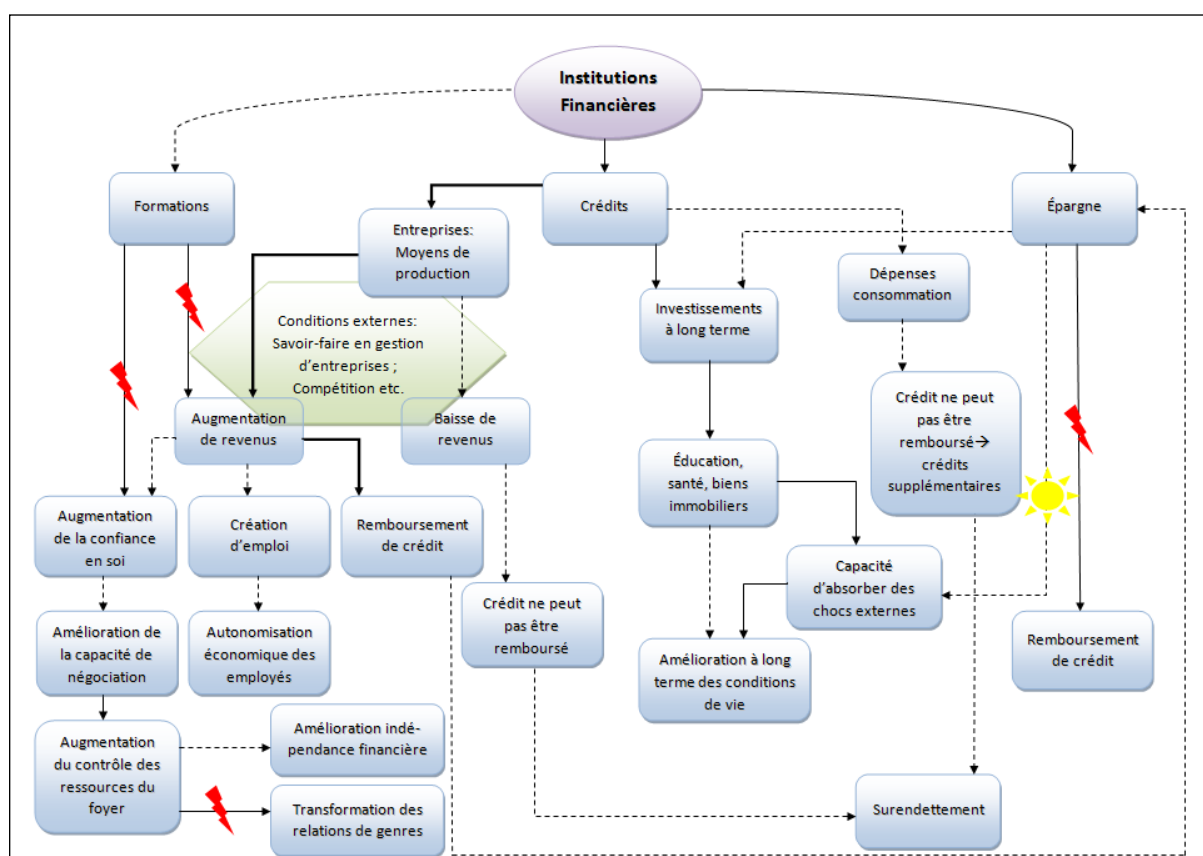 Institutions
Financières
Formations
Crédits
Épargne
Entreprises:
Moyens de
production
Dépenses
consommation
Investissements
à long terme
Conditions externes:
Savoir-faire en gestion
d'entreprises ;
Compétition etc.
Augmentation
de revenus
Baisse de
revenus
Crédit ne peut
pas être
remboursé→
crédits
supplémentaires
Éducation,
santé, biens
immobiliers
Augmentation
de la confiance
en soi
Création
d'emploi
Remboursement
de crédit
Capacité
d'absorber des
chocs externes
Crédit ne peut
pas être
remboursé
Amélioration de
la capacité de
négociation
Autonomisation
économique des
employés
Amélioration à long
terme des conditions
de vie
Remboursement
de crédit
Augmentation
du contrôle des
ressources du
foyer
Amélioration indé-
pendance financière
Transformation des
relations de genres
Surendettement